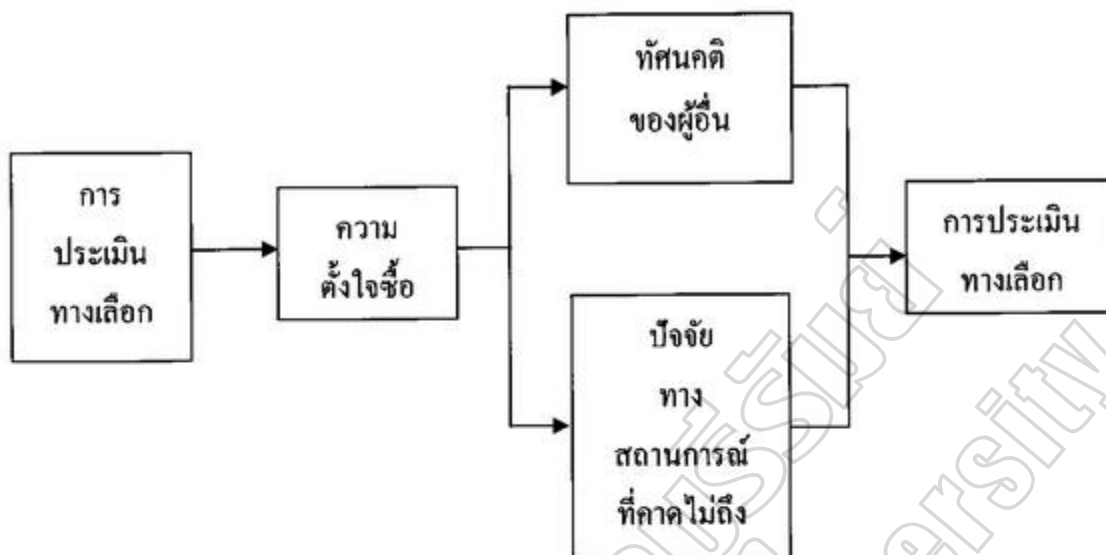 การ
ประเมิน
ทางเลือก
ความ
ตั้งใจซื้อ
ทัศนคติ
ของผู้อื่น
ปัจจัย
ทาง
สถานการณ์
ที่คาดไม่ถึง
การประเมิน
ทางเลือก